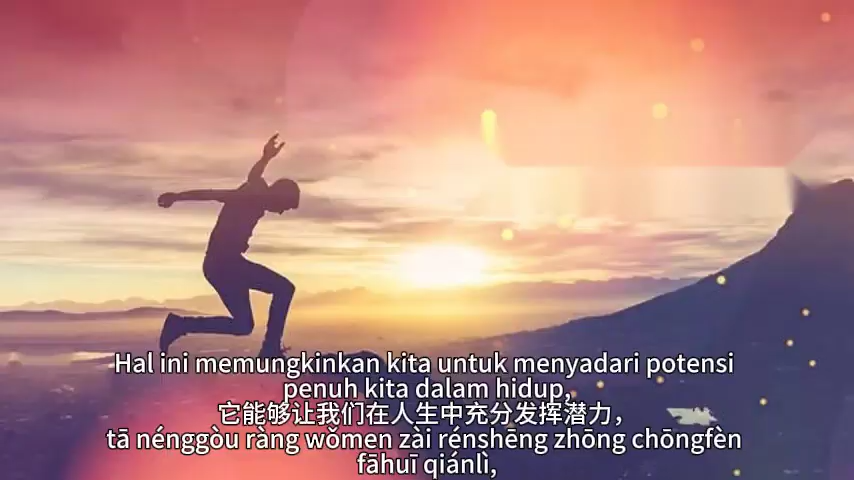 Hal ini memungkinkan kita untuk menyadari potensi
penuh kita dalam hidup,
它能够让我们在人生中充分发挥潜力，
tā nénggòu ràng wǒmen zài rénshēng zhōng chōngfèn
fāhuī qiánlì,